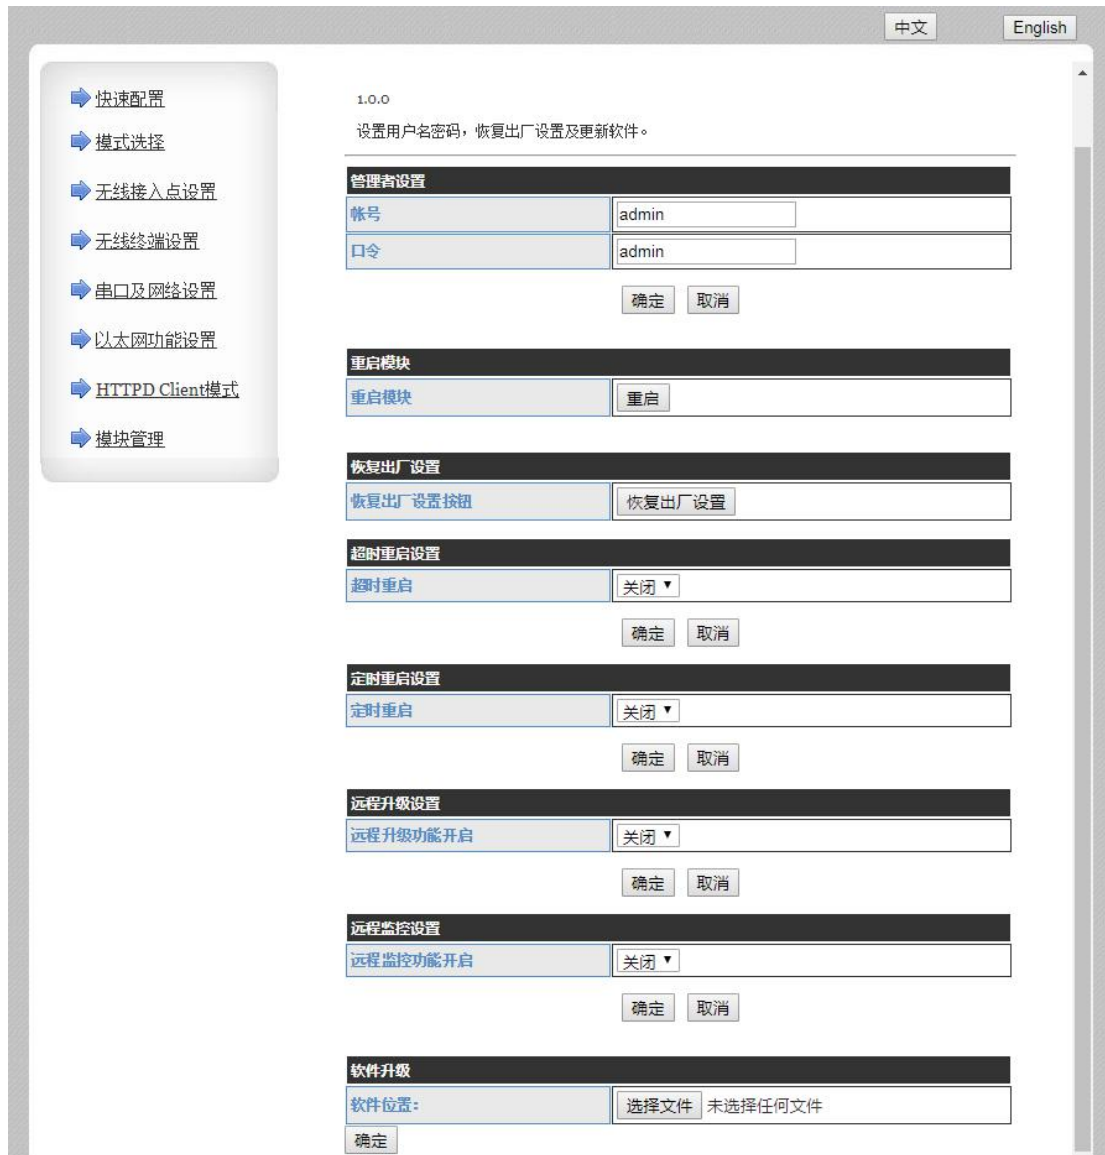 中文 English
快速配置
模式选择
无线接入点设置
无线终端设置
串口及网络设置
以太网功能设置
HTTPD Client模式
模块管理
1.0.0
设置用户名密码，恢复出厂设置及更新软件。
管理者设置
帐号 admin
口令 admin
确定 取消
重启模块
重启模块 重启
恢复出厂设置
恢复出厂设置按钮 恢复出厂设置
超时重启设置
超时重启 关闭
确定 取消
定时重启设置
定时重启 关闭
确定 取消
远程升级设置
远程升级功能开启 关闭
确定 取消
远程监控设置
远程监控功能开启 关闭
确定 取消
软件升级
软件位置: 选择文件 未选择任何文件
确定